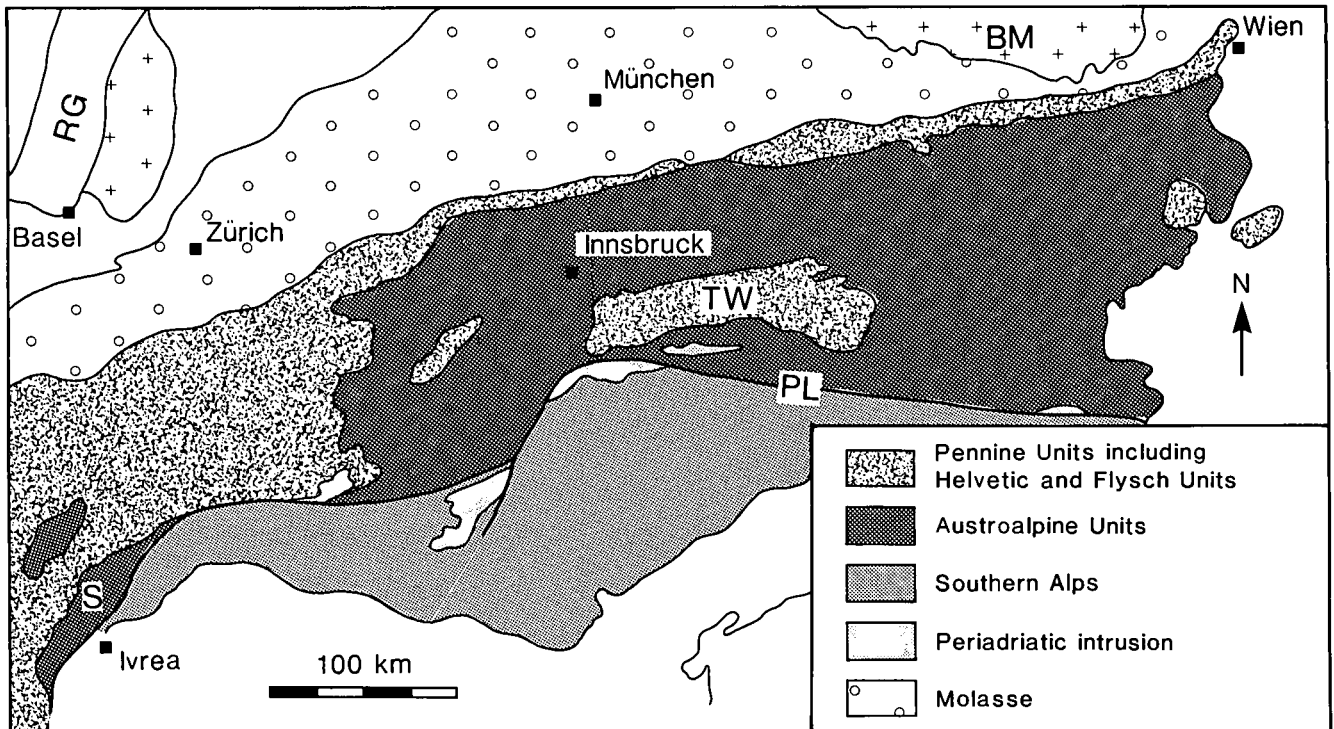 BM
Wien
München
RG
Basel
Zürich
Innsbruck
TW
N
PL
S
Ivrea
100 km
Pennine Units including
Helvetic and Flysch Units
Austroalpine Units
Southern Alps
Periadriatic intrusion
Molasse